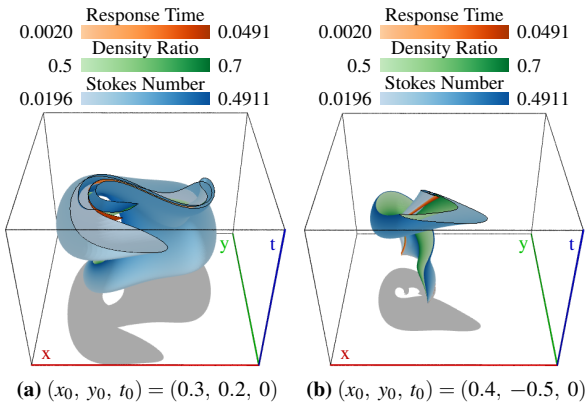 Response Time
0.0020 0.0491
Density Ratio
0.5 0.7
Stokes Number
0.0196 0.4911
y t
x
(a) (x₀, y₀, t₀) = (0.3, 0.2, 0)
Response Time
0.0020 0.0491
Density Ratio
0.5 0.7
Stokes Number
0.0196 0.4911
y t
x
(b) (x₀, y₀, t₀) = (0.4, −0.5, 0)